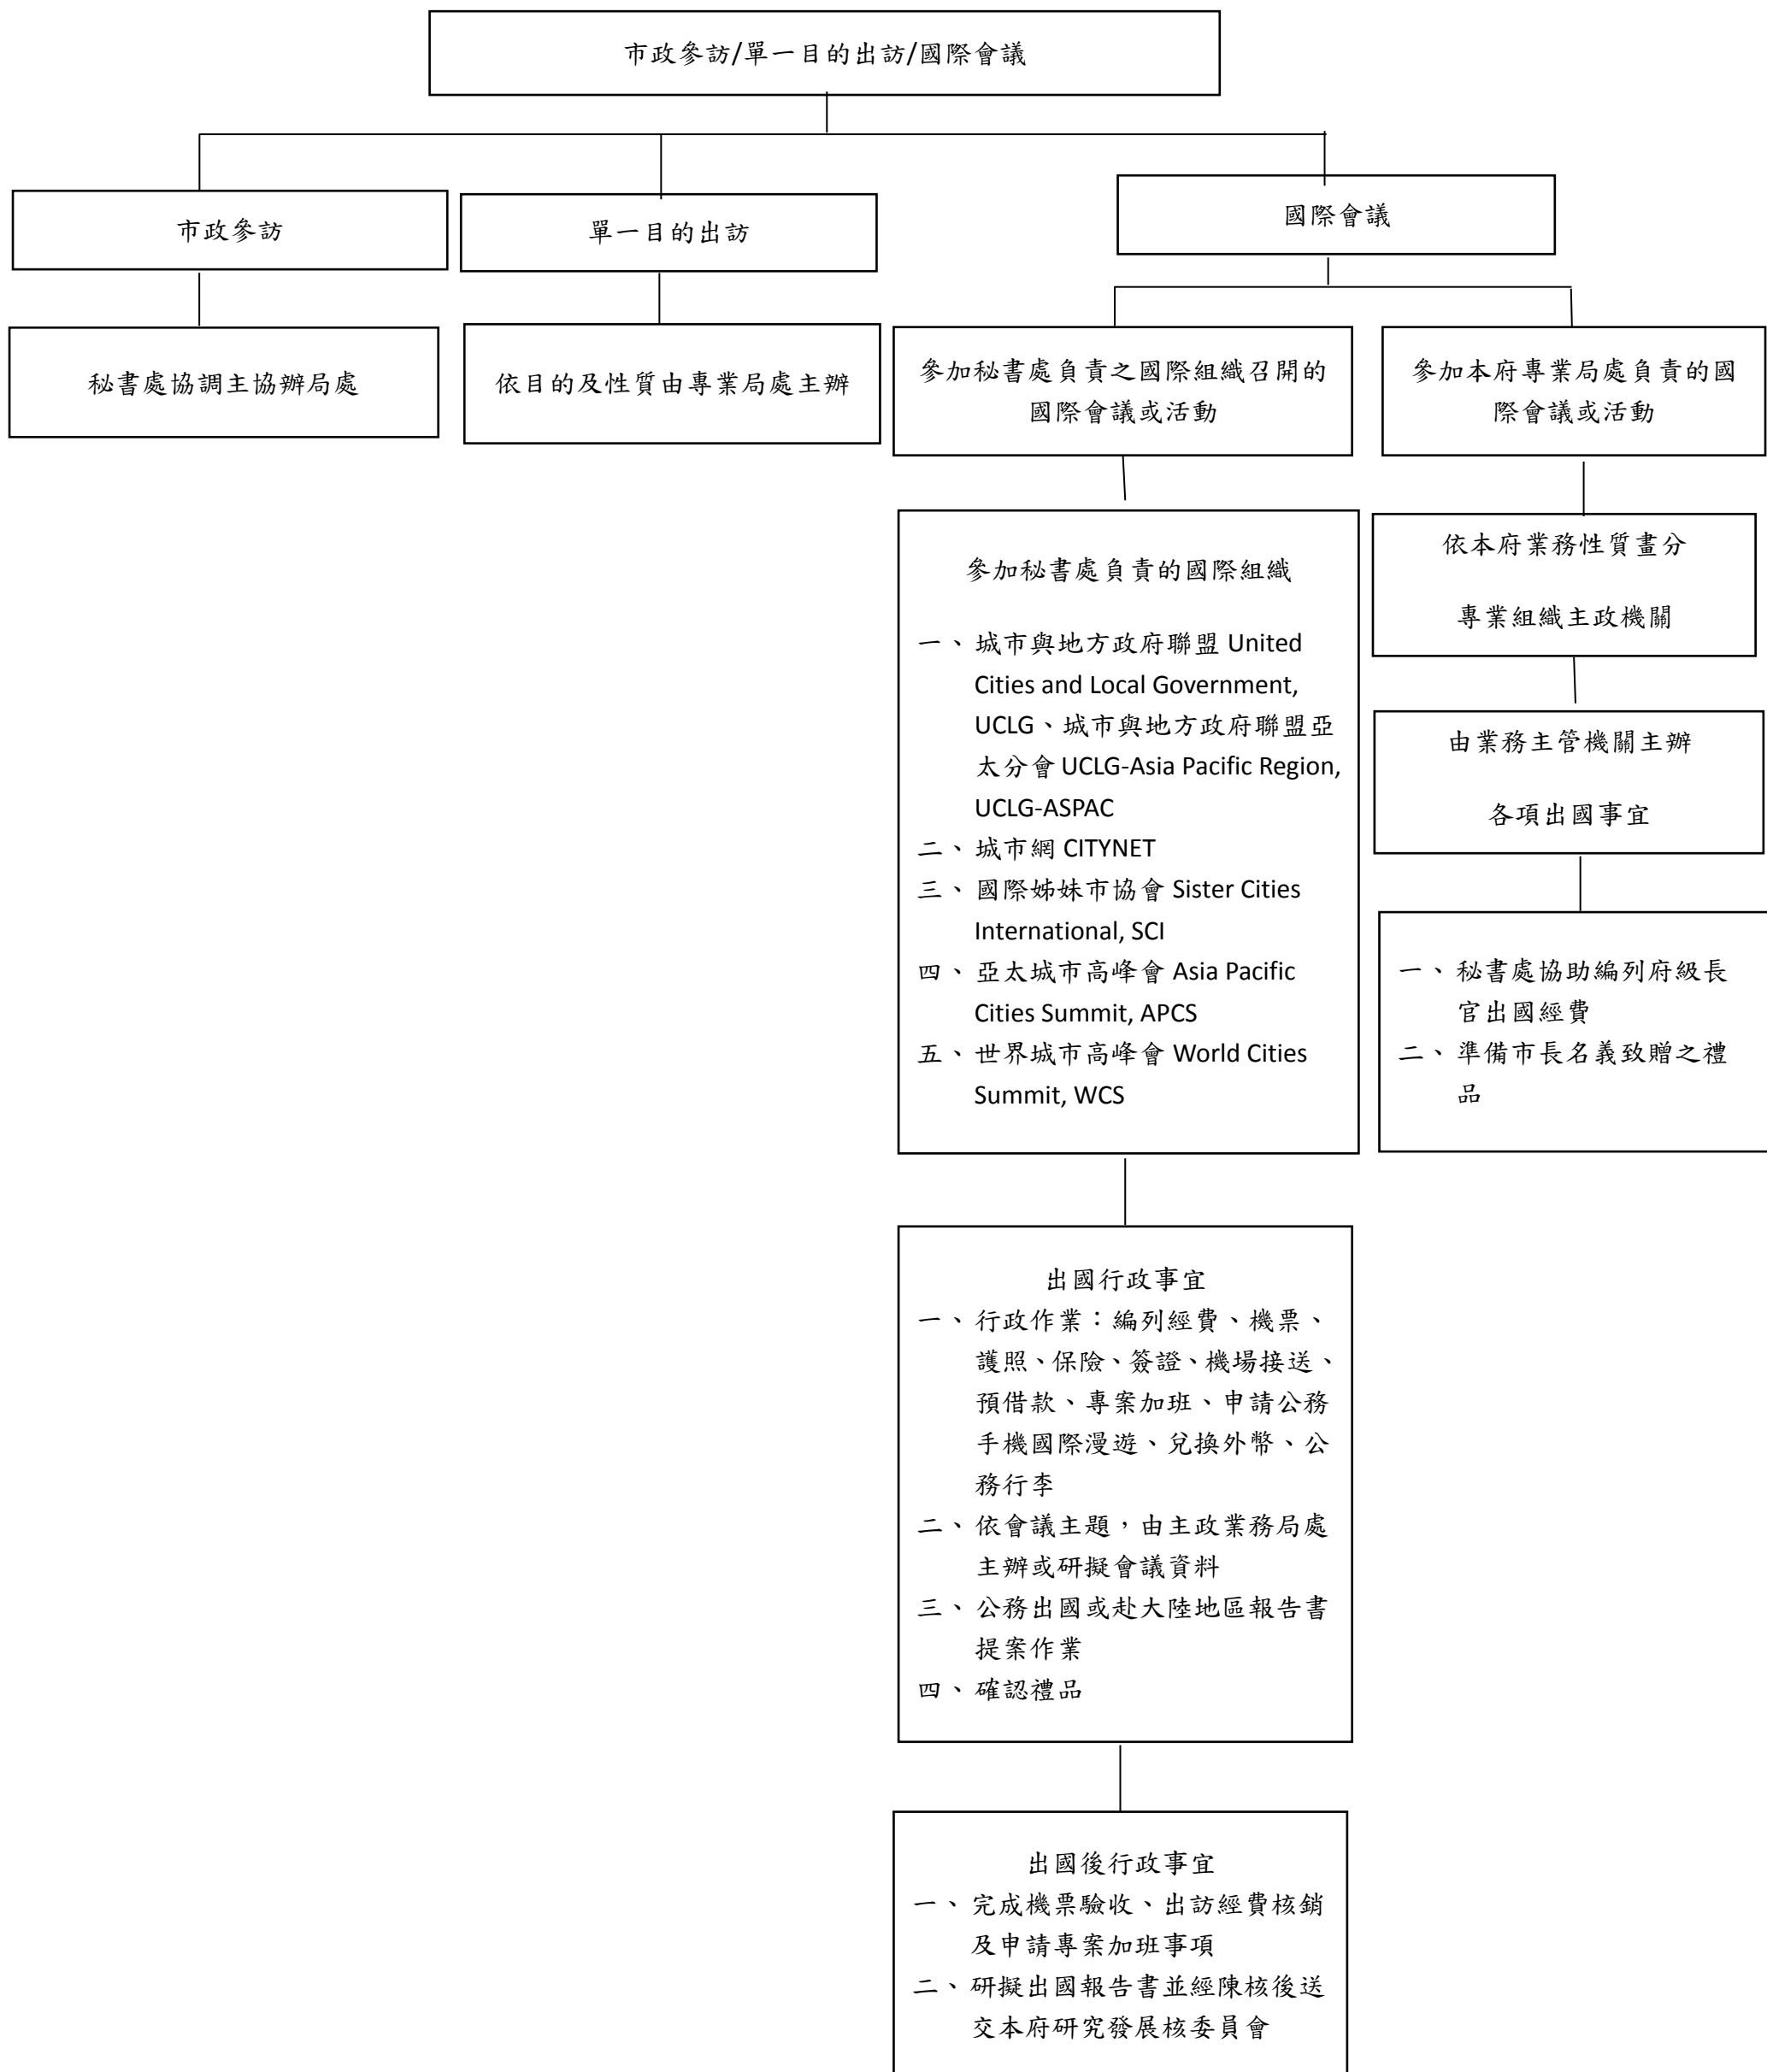 市政參訪/單一目的出訪/國際會議
市政參訪
單一目的出訪
國際會議
秘書處協調主協辦局處
依目的及性質由專業局處主辦
參加秘書處負責之國際組織召開的
國際會議或活動
參加本府專業局處負責的國
際會議或活動
參加秘書處負責的國際組織
一、城市與地方政府聯盟 United
Cities and Local Government,
UCLG、城市與地方政府聯盟亞
太分會 UCLG-Asia Pacific Region,
UCLG-ASPAC
二、城市網 CITYNET
三、國際姊妹市協會 Sister Cities
International, SCI
四、亞太城市高峰會 Asia Pacific
Cities Summit, APCS
五、世界城市高峰會 World Cities
Summit, WCS
依本府業務性質畫分
專業組織主政機關
由業務主管機關主辦
各項出國事宜
一、秘書處協助編列府級長
官出國經費
二、準備市長名義致贈之禮
品
出國行政事宜
一、行政作業：編列經費、機票、
護照、保險、簽證、機場接送、
預借款、專案加班、申請公務
手機國際漫遊、兌換外幣、公
務行李
二、依會議主題，由主政業務局處
主辦或研擬會議資料
三、公務出國或赴大陸地區報告書
提案作業
四、確認禮品
出國後行政事宜
一、完成機票驗收、出訪經費核銷
及申請專案加班事項
二、研擬出國報告書並經陳核後送
交本府研究發展核委員會